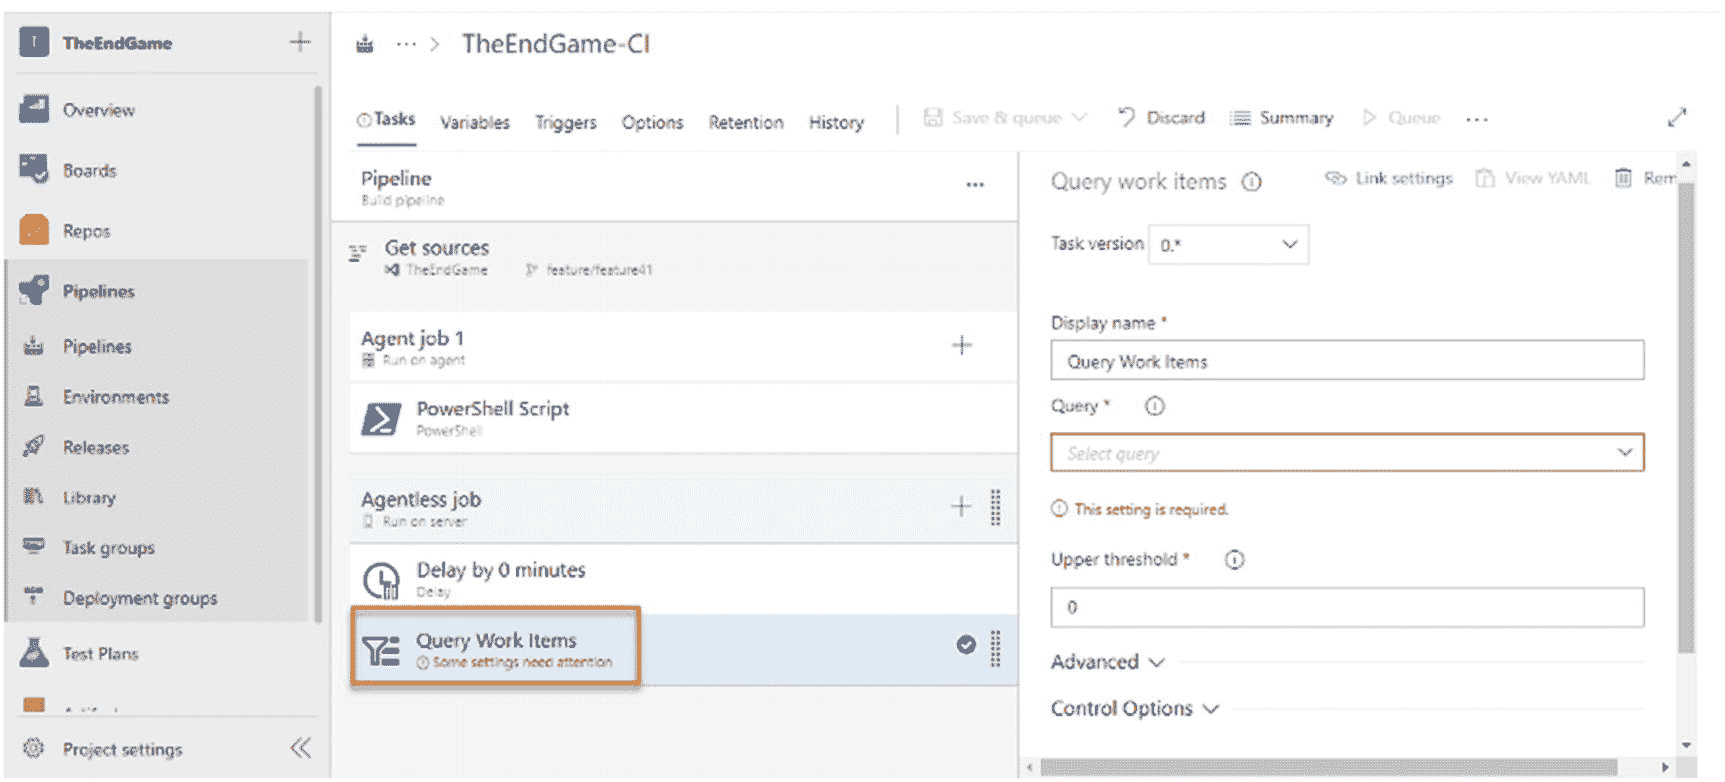 T TheEndGame
Overview
Boards
Repos
Pipelines
Pipelines
Environments
Releases
Library
Task groups
Deployment groups
Test Plans
Project settings
... > TheEndGame-CI
Tasks Variables Triggers Options Retention History Save & queue Discard Summary Queue ...
Pipeline ...
Build pipeline
Get sources
TheEndGame feature/feature41
Agent job 1
Run on agent
PowerShell Script
PowerShell
Agentless job
Run on server
Delay by 0 minutes
Delay
Query Work Items
Some settings need attention
Query work items Link settings View YAML Rem
Task version 0.*
Display name *
Query Work Items
Query *
Select query
This setting is required.
Upper threshold *
0
Advanced
Control Options